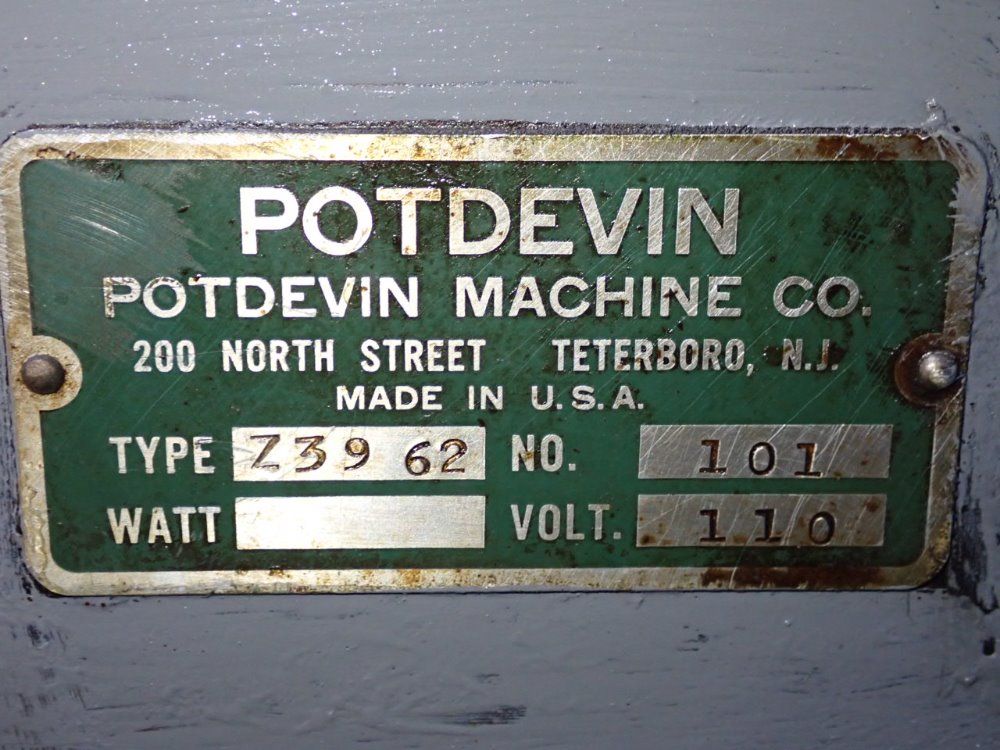 POTDEVIN
POTDEVIN MACHINE CO.
200 NORTH STREET TETERBORO, N.J.
MADE IN U.S.A.
TYPE Z39 62 NO. 101
WATT VOLT. 110